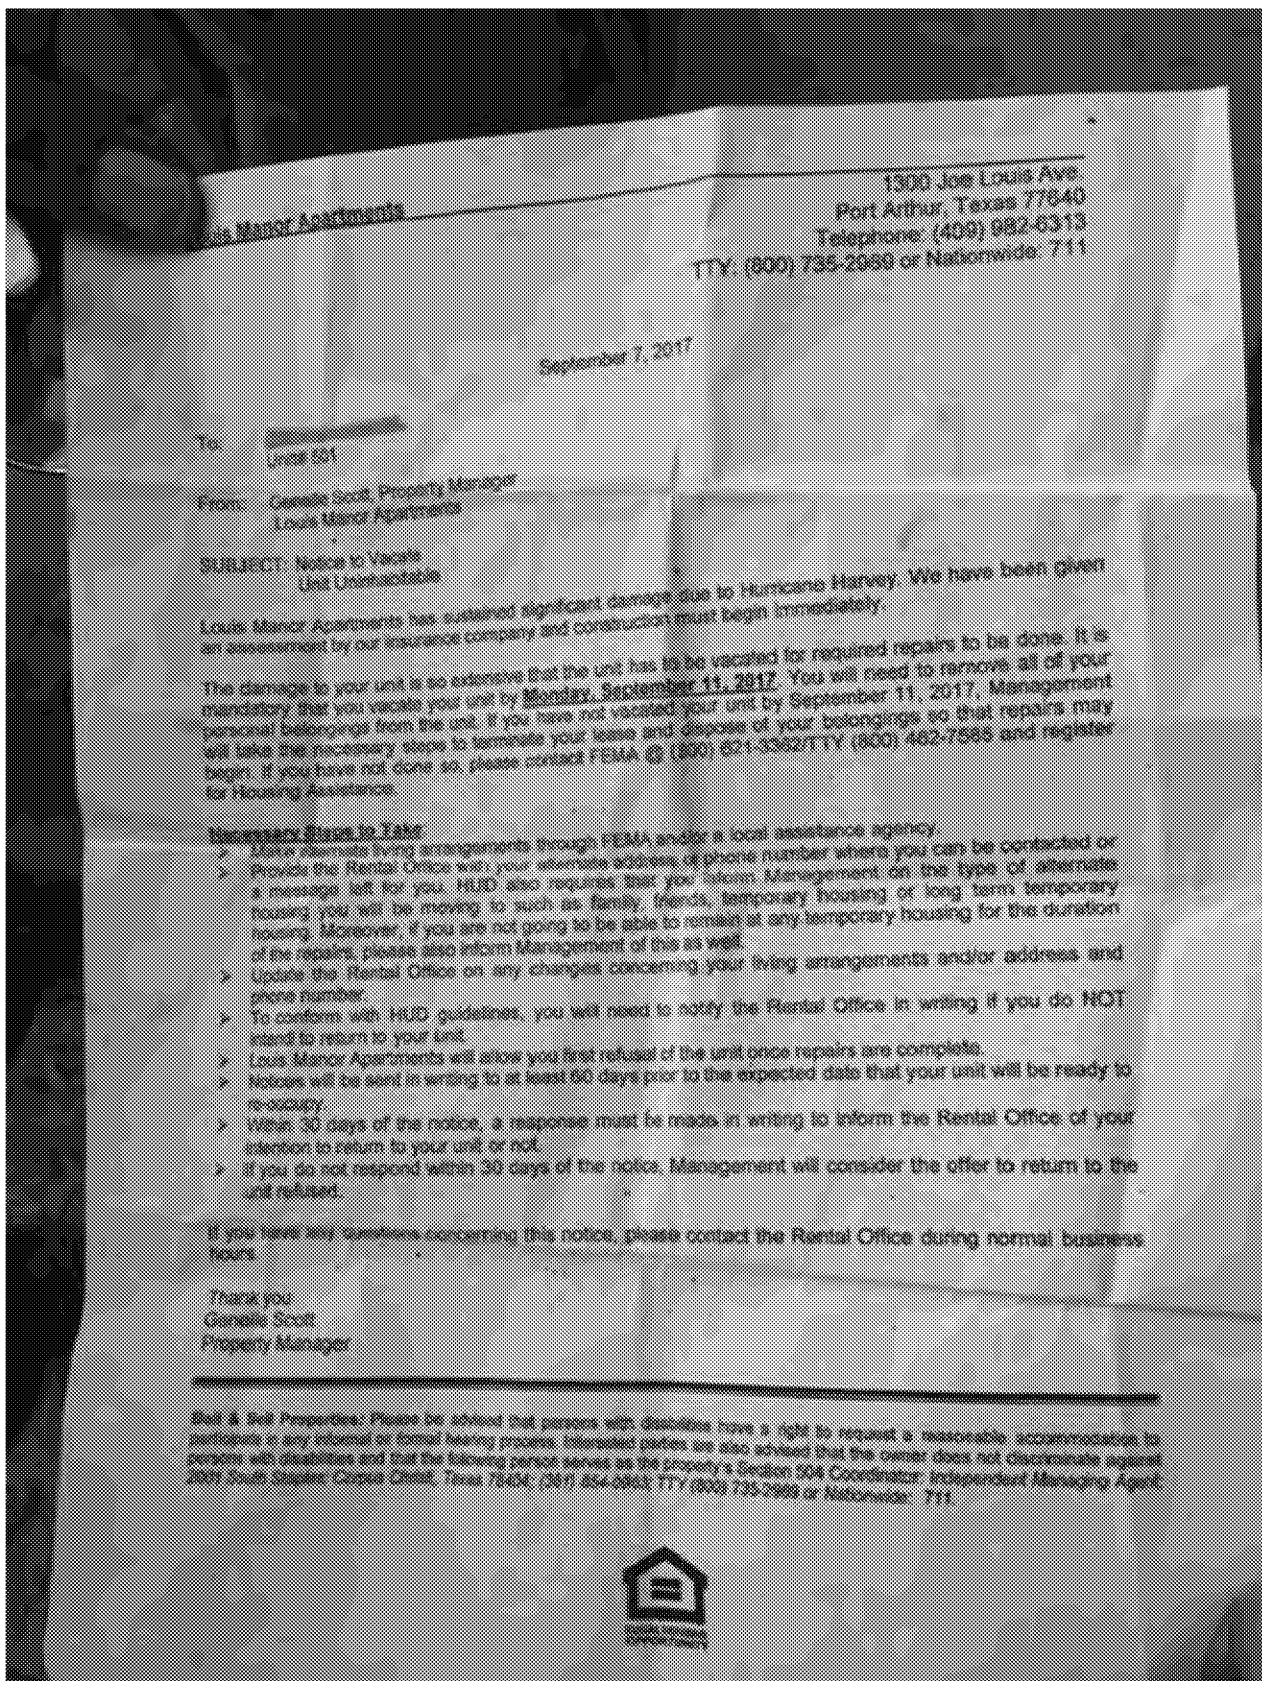 Louis Manor Apartments
1300 Joe Louis Ave.
Port Arthur, Texas 77640
Telephone: (409) 982-6313
TTY: (800) 735-2989 or Nationwide: 711
September 7, 2017
To:
Unit# 501
From: Genelle Scott, Property Manager
Louis Manor Apartments
SUBJECT: Notice to Vacate
Unit Uninhabitable
Louis Manor Apartments has sustained significant damage due to Hurricane Harvey. We have been given
an assessment by our insurance company and construction must begin immediately.
The damage to your unit is so extensive that the unit has to be vacated for required repairs to be done. It is
mandatory that you vacate your unit by Monday, September 11, 2017. You will need to remove all of your
personal belongings from the unit. If you have not vacated your unit by September 11, 2017, Management
will take the necessary steps to terminate your lease and dispose of your belongings so that repairs may
begin. If you have not done so, please contact FEMA @ (800) 621-3362/TTY (800) 462-7585 and register
for Housing Assistance.
Necessary Steps to Take:
➢ alternate living arrangements through FEMA and/or a local assistance agency.
➢ Provide the Rental Office with your alternate address or phone number where you can be contacted or
a message left for you. HUD also requires that you inform Management on the type of alternate
housing you will be moving to such as family, friends, temporary housing or long term temporary
housing. Moreover, if you are not going to be able to remain at any temporary housing for the duration
of the repairs, please also inform Management of this as well.
➢ Update the Rental Office on any changes concerning your living arrangements and/or address and
phone number.
➢ To conform with HUD guidelines, you will need to notify the Rental Office in writing if you do NOT
intend to return to your unit.
➢ Louis Manor Apartments will allow you first refusal of the unit once repairs are complete.
➢ Notices will be sent in writing to at least 60 days prior to the expected date that your unit will be ready to
re-occupy.
➢ Within 30 days of the notice, a response must be made in writing to inform the Rental Office of your
intention to return to your unit or not.
➢ If you do not respond within 30 days of the notice, Management will consider the offer to return to the
unit refused.
If you have any questions concerning this notice, please contact the Rental Office during normal business
hours.
Thank you
Genelle Scott
Property Manager
Bell & Bell Properties: Please be advised that persons with disabilities have a right to request a reasonable accommodation to
participate in any informal or formal hearing process. Interested parties are also advised that the owner does not discriminate against
persons with disabilities and that the following person serves as the property's Section 504 Coordinator: Independent Managing Agent;
2001 South Staples; Corpus Christi, Texas 78404; TTY (800) 735-2989 or Nationwide: 711.
EQUAL HOUSING
OPPORTUNITY